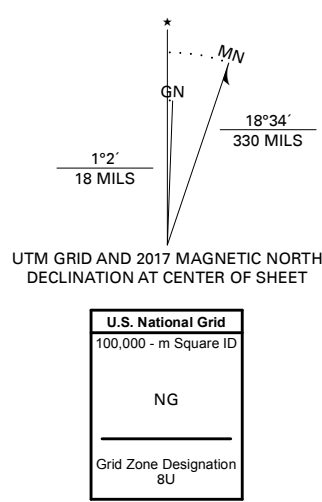 ★
MN
GN
18°34´
330 MILS
1°2´
18 MILS
UTM GRID AND 2017 MAGNETIC NORTH
DECLINATION AT CENTER OF SHEET
U.S. National Grid
100,000 - m Square ID
NG
Grid Zone Designation
8U